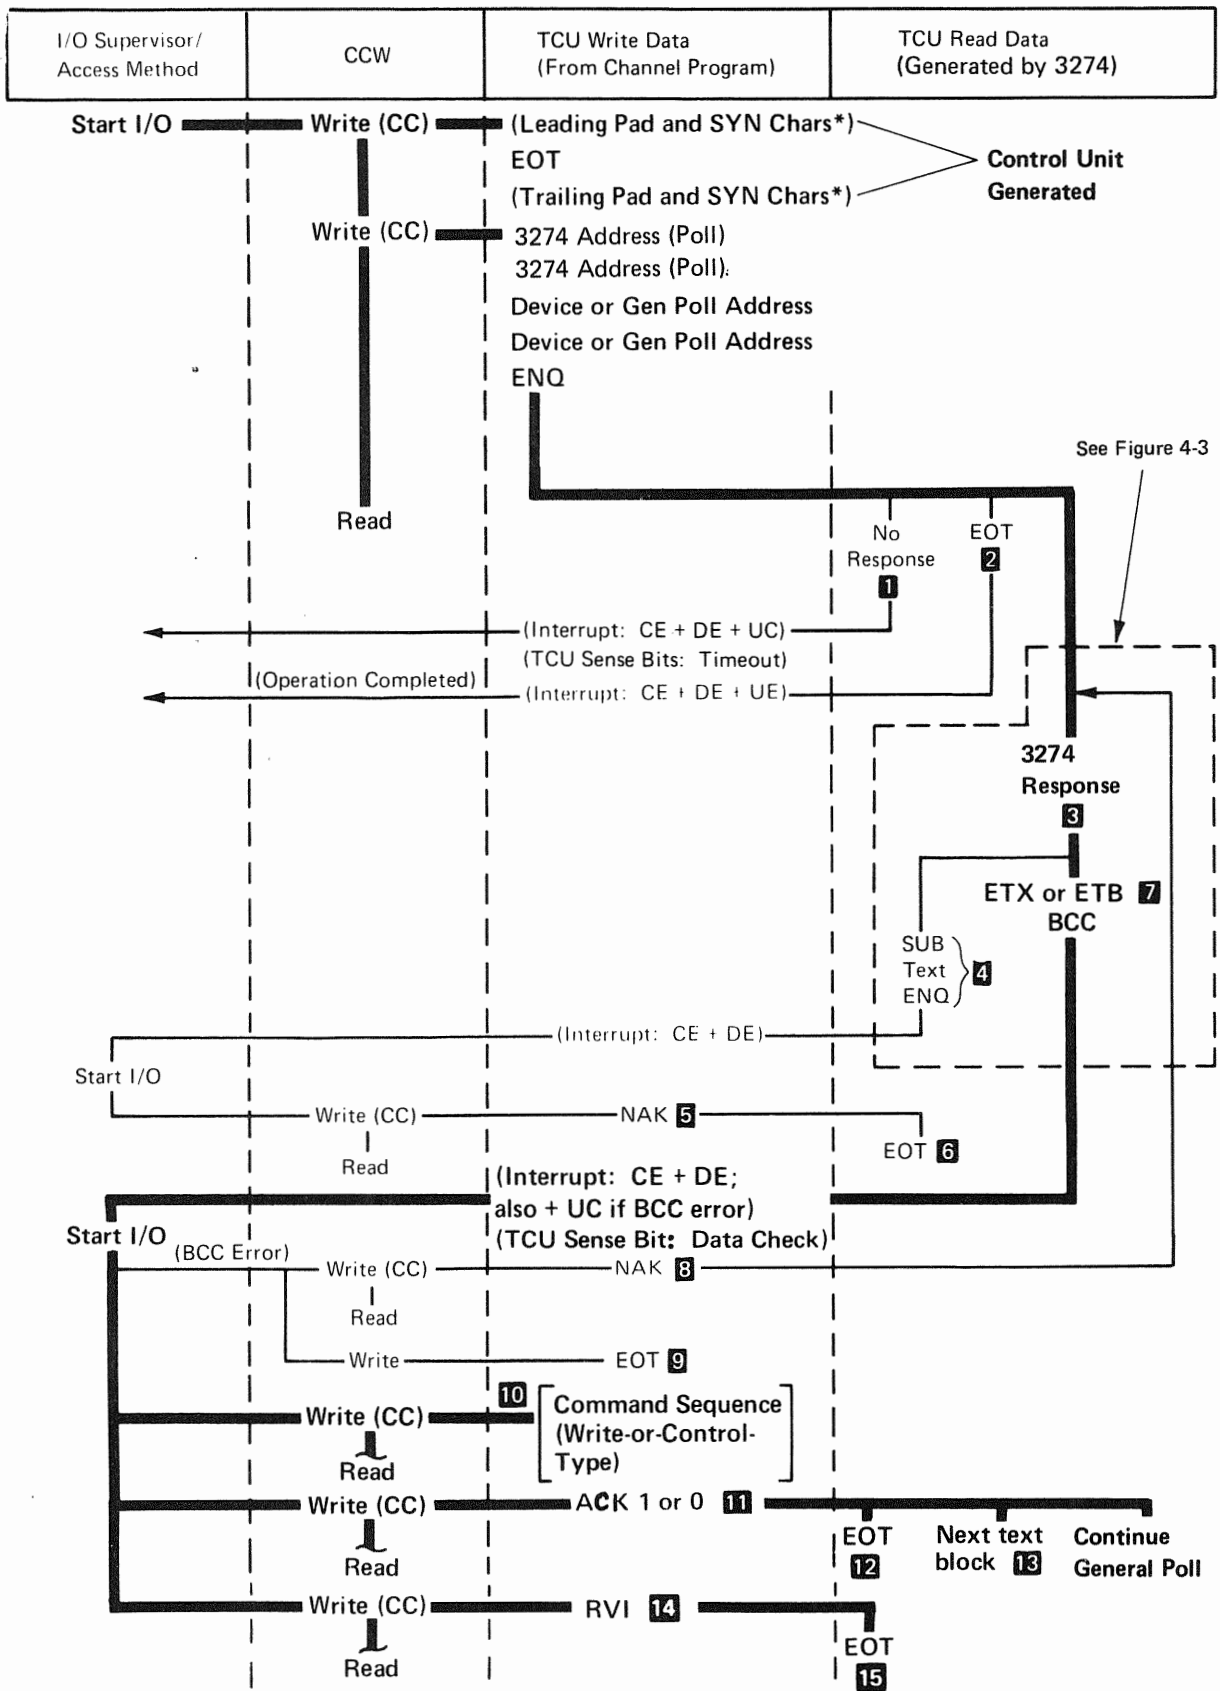 I/O Supervisor/
Access Method
CCW
TCU Write Data
(From Channel Program)
TCU Read Data
(Generated by 3274)
Start I/O
Write (CC)
(Leading Pad and SYN Chars*)
EOT
(Trailing Pad and SYN Chars*)
Control Unit
Generated
Write (CC)
3274 Address (Poll)
3274 Address (Poll).
Device or Gen Poll Address
Device or Gen Poll Address
ENQ
See Figure 4-3
Read
No
Response
1
EOT
2
(Interrupt: CE + DE + UC)
(TCU Sense Bits: Timeout)
(Operation Completed)
(Interrupt: CE + DE + UE)
3274
Response
3
ETX or ETB 7
BCC
SUB
Text
ENQ
4
(Interrupt: CE + DE)
Start I/O
Write (CC)
NAK 5
Read
EOT 6
(Interrupt: CE + DE;
also + UC if BCC error)
(TCU Sense Bit: Data Check)
Start I/O
(BCC Error)
Write (CC)
NAK 8
Read
Write
EOT 9
10
Write (CC)
Command Sequence
(Write-or-Control-
Type)
Read
Write (CC)
ACK 1 or 0 11
Read
EOT
12
Next text
block 13
Continue
General Poll
Write (CC)
RVI 14
Read
EOT
15